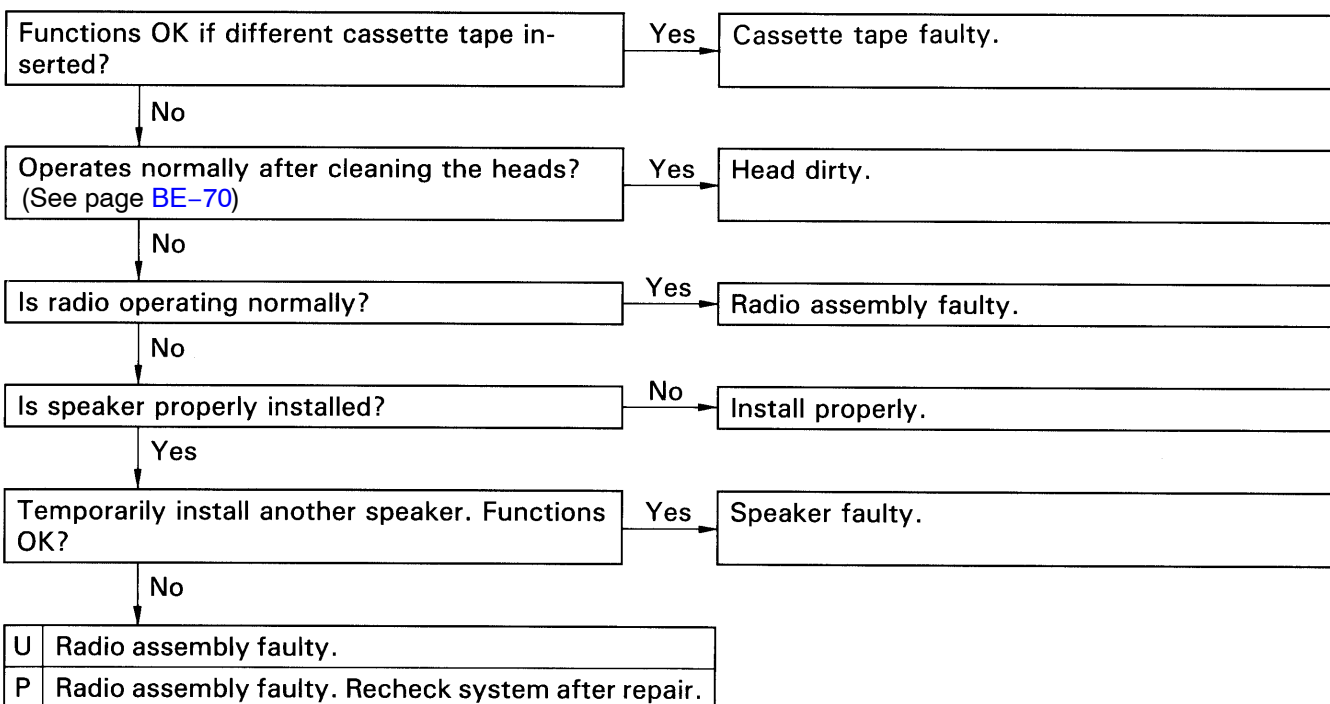 Functions OK if different cassette tape in-
serted?
Yes
Cassette tape faulty.
No
Operates normally after cleaning the heads?
(See page BE–70)
Yes
Head dirty.
No
Is radio operating normally?
Yes
Radio assembly faulty.
No
Is speaker properly installed?
No
Install properly.
Yes
Temporarily install another speaker. Functions
OK?
Yes
Speaker faulty.
No
U Radio assembly faulty.
P Radio assembly faulty. Recheck system after repair.